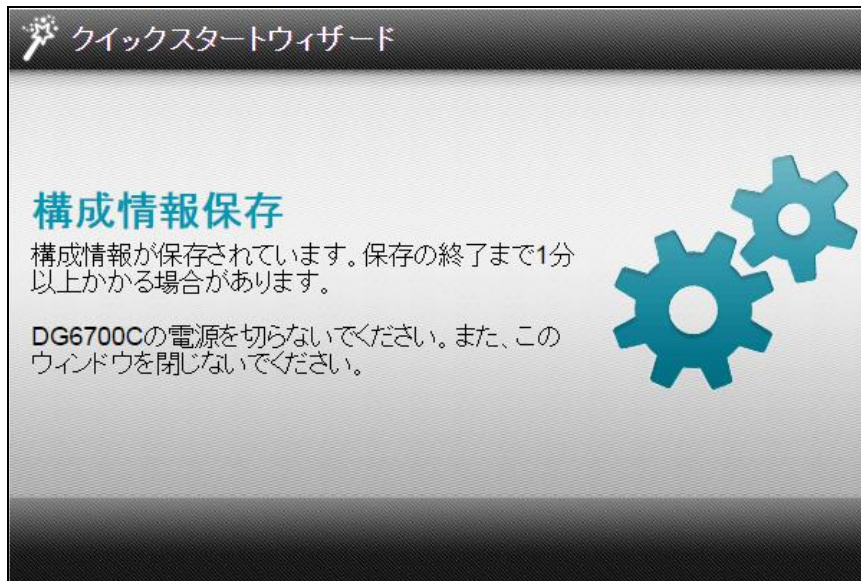 クイックスタートウィザード
構成情報保存
構成情報が保存されています。保存の終了まで1分
以上かかる場合があります。
DG6700Cの電源を切らないでください。また、この
ウィンドウを閉じないでください。